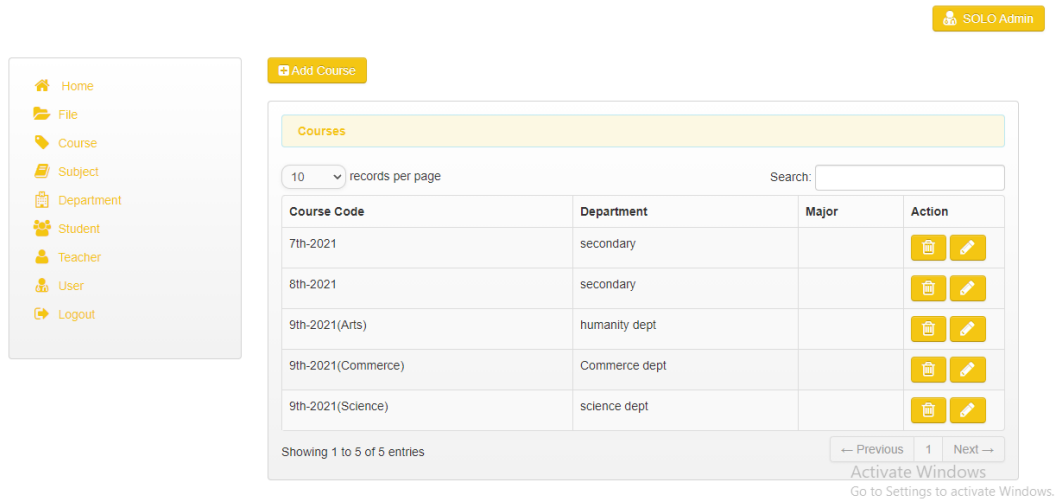 SOLO Admin
Home
File
Course
Subject
Department
Student
Teacher
User
Logout
Add Course
Courses
10 records per page Search:
Course Code Department Major Action
7th-2021 secondary
8th-2021 secondary
9th-2021(Arts) humanity dept
9th-2021(Commerce) Commerce dept
9th-2021(Science) science dept
Showing 1 to 5 of 5 entries ← Previous 1 Next →
Activate Windows
Go to Settings to activate Windows.